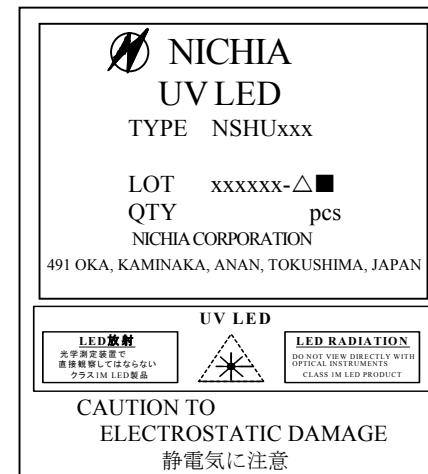 NICHIA
UV LED
TYPE NSHUxxx
LOT xxxxxx-△■
QTY pcs
NICHIA CORPORATION
491 OKA, KAMINAKA, ANAN, TOKUSHIMA, JAPAN
UV LED
LED放射
光学測定装置で
直接観察してはならない
クラス1M LED製品
LED RADIATION
DO NOT VIEW DIRECTLY WITH
OPTICAL INSTRUMENTS
CLASS 1M LED PRODUCT
CAUTION TO
ELECTROSTATIC DAMAGE
静電気に注意